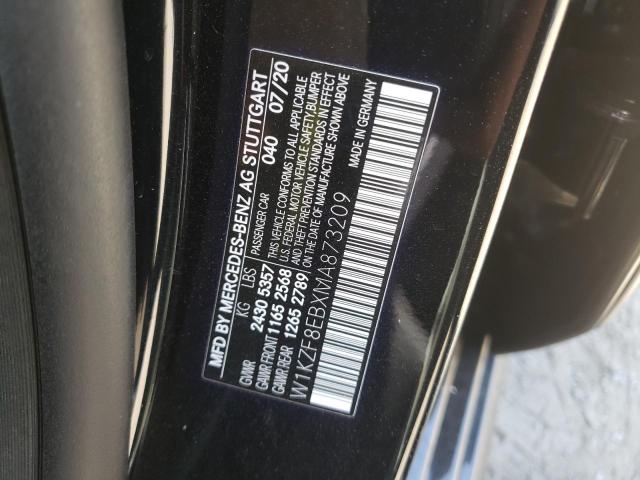 MFD BY MERCEDES-BENZ AG STUTTGART
KG LBS PASSENGER CAR 040 07/20
GVWR 2430 5357 THIS VEHICLE CONFORMS TO ALL APPLICABLE
GAWR FRONT 1165 2568 U.S. FEDERAL MOTOR VEHICLE SAFETY, BUMPER
GAWR REAR 1265 2789 AND THEFT PREVENTION STANDARDS IN EFFECT
ON THE DATE OF MANUFACTURE SHOWN ABOVE
W1KZF8EBXMA873209 MADE IN GERMANY